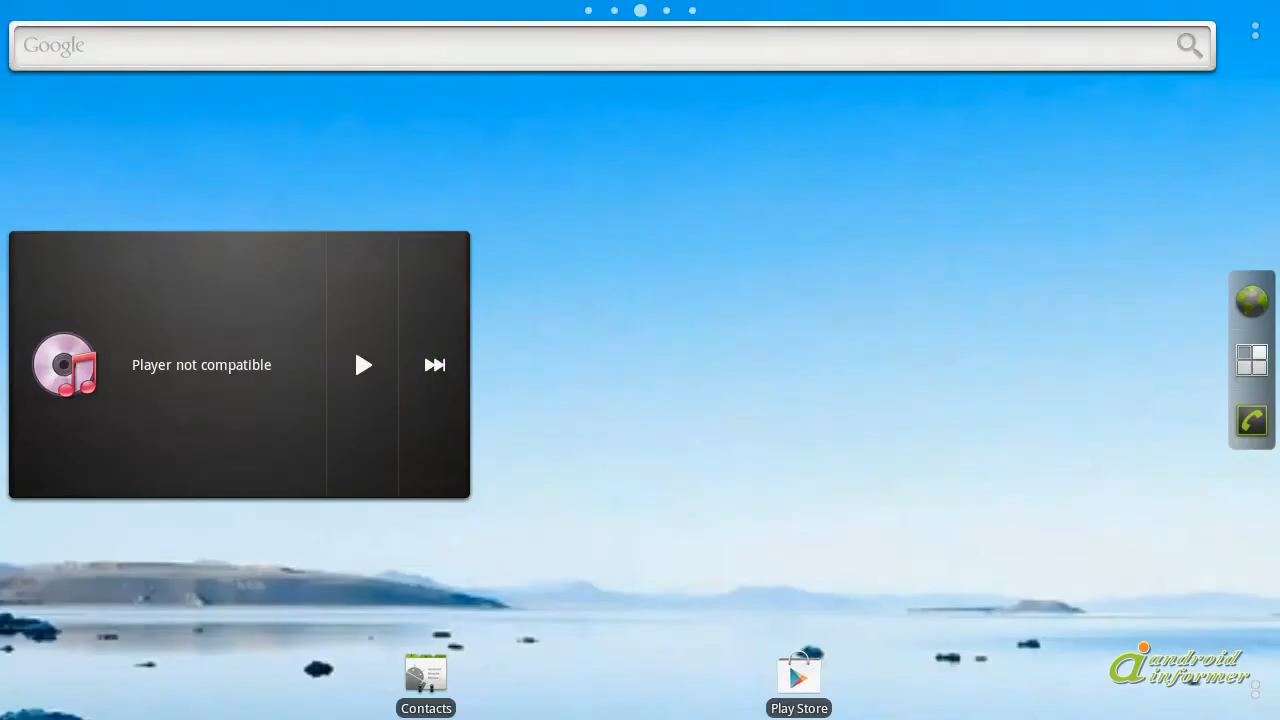 Google
Player not compatible
Contacts
Play Store
android
informer